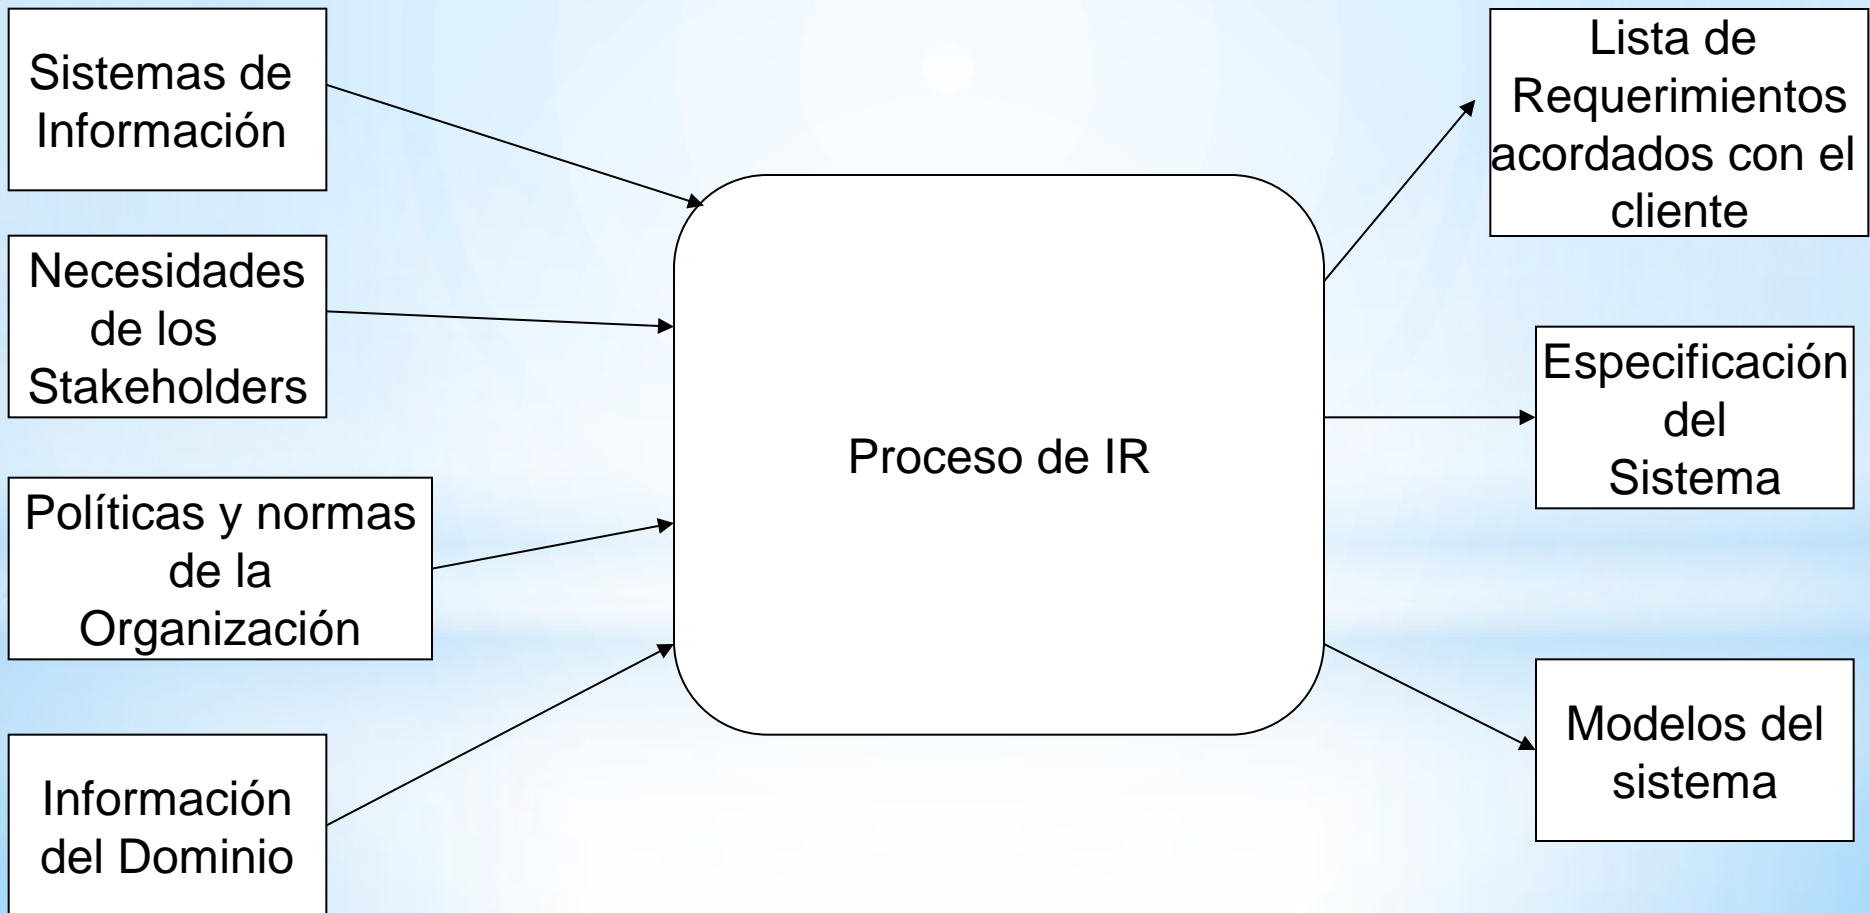 Sistemas de
Información
Necesidades
de los
Stakeholders
Políticas y normas
de la
Organización
Información
del Dominio
Proceso de IR
Lista de
Requerimientos
acordados con el
cliente
Especificación
del
Sistema
Modelos del
sistema